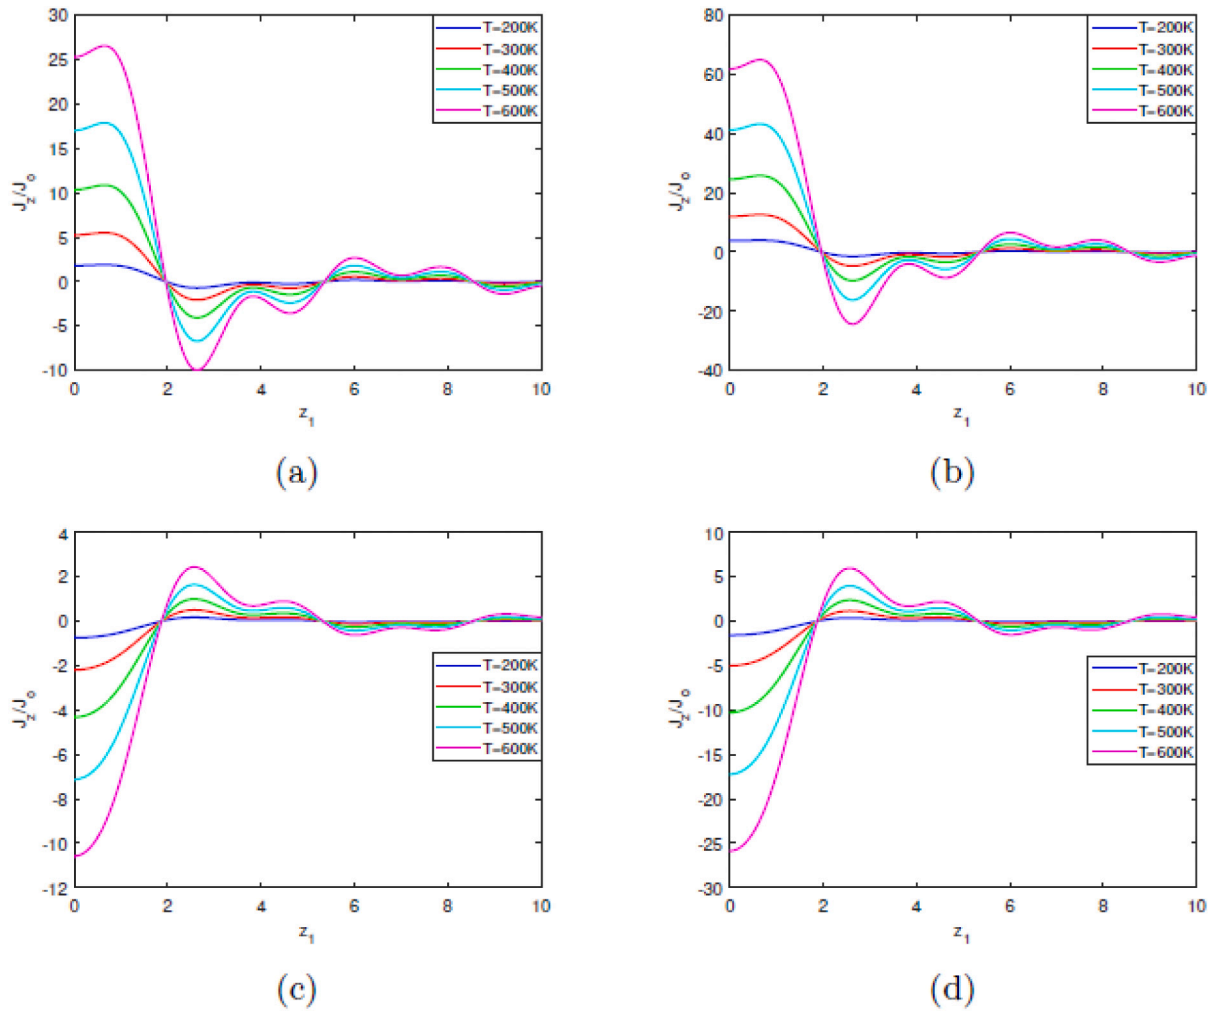 30
25
20
15
10
5
0
-5
-10
0 2 4 6 8 10
J_z/J_o
z_1
T=200K
T=300K
T=400K
T=500K
T=600K
(a)
80
60
40
20
0
-20
-40
0 2 4 6 8 10
J_z/J_o
z_1
T=200K
T=300K
T=400K
T=500K
T=600K
(b)
4
2
0
-2
-4
-6
-8
-10
-12
0 2 4 6 8 10
J_z/J_o
z_1
T=200K
T=300K
T=400K
T=500K
T=600K
(c)
10
5
0
-5
-10
-15
-20
-25
-30
0 2 4 6 8 10
J_z/J_o
z_1
T=200K
T=300K
T=400K
T=500K
T=600K
(d)